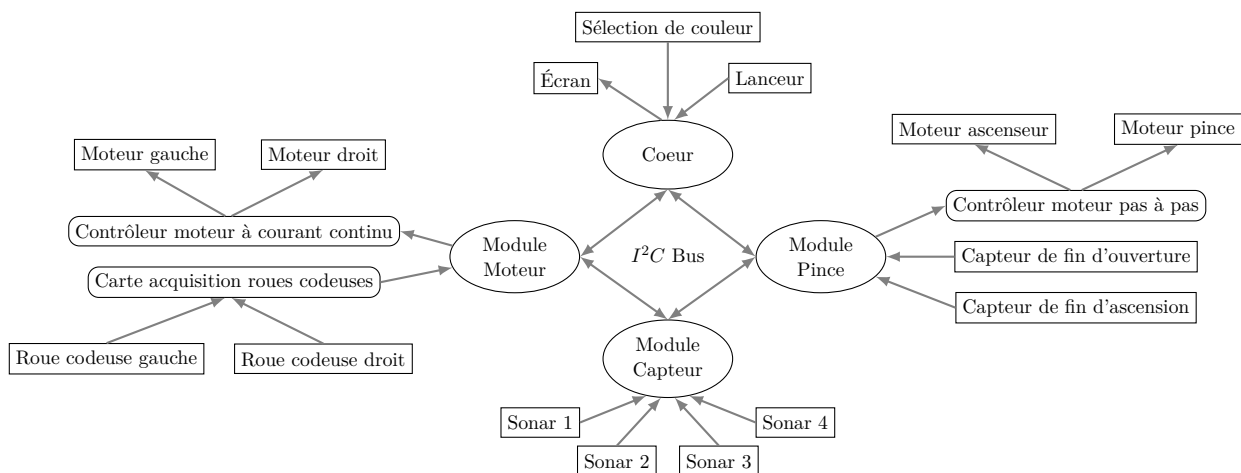 Sélection de couleur
Écran
Lanceur
Moteur ascenseur
Moteur pince
Moteur gauche
Moteur droit
Coeur
Contrôleur moteur pas à pas
Contrôleur moteur à courant continu
Module
Moteur
I²C Bus
Module
Pince
Capteur de fin d'ouverture
Carte acquisition roues codeuses
Capteur de fin d'ascension
Roue codeuse gauche
Roue codeuse droit
Module
Capteur
Sonar 1
Sonar 4
Sonar 2
Sonar 3